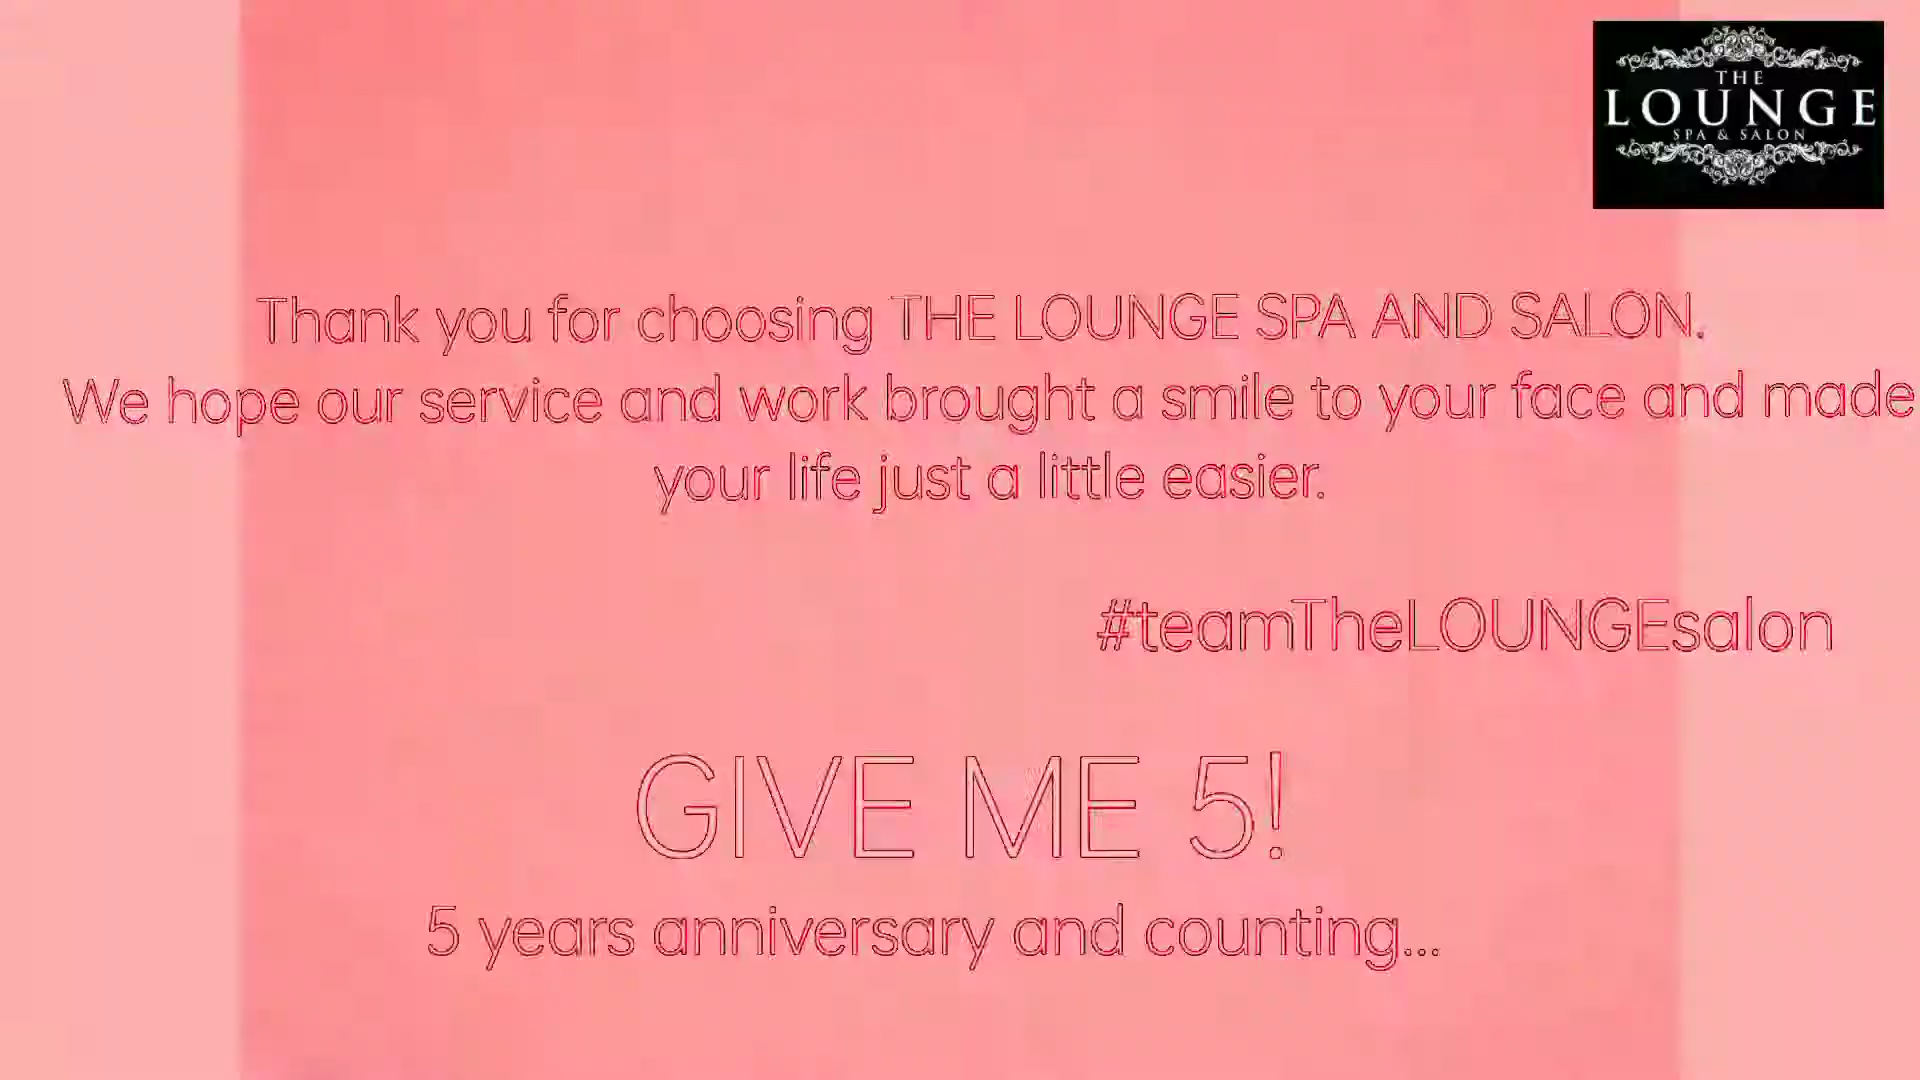 THE
LOUNGE
SPA & SALON
Thank you for choosing THE LOUNGE SPA AND SALON.
We hope our service and work brought a smile to your face and made
your life just a little easier.
#teamTheLOUNGEsalon
GIVE ME 5!
5 years anniversary and counting...